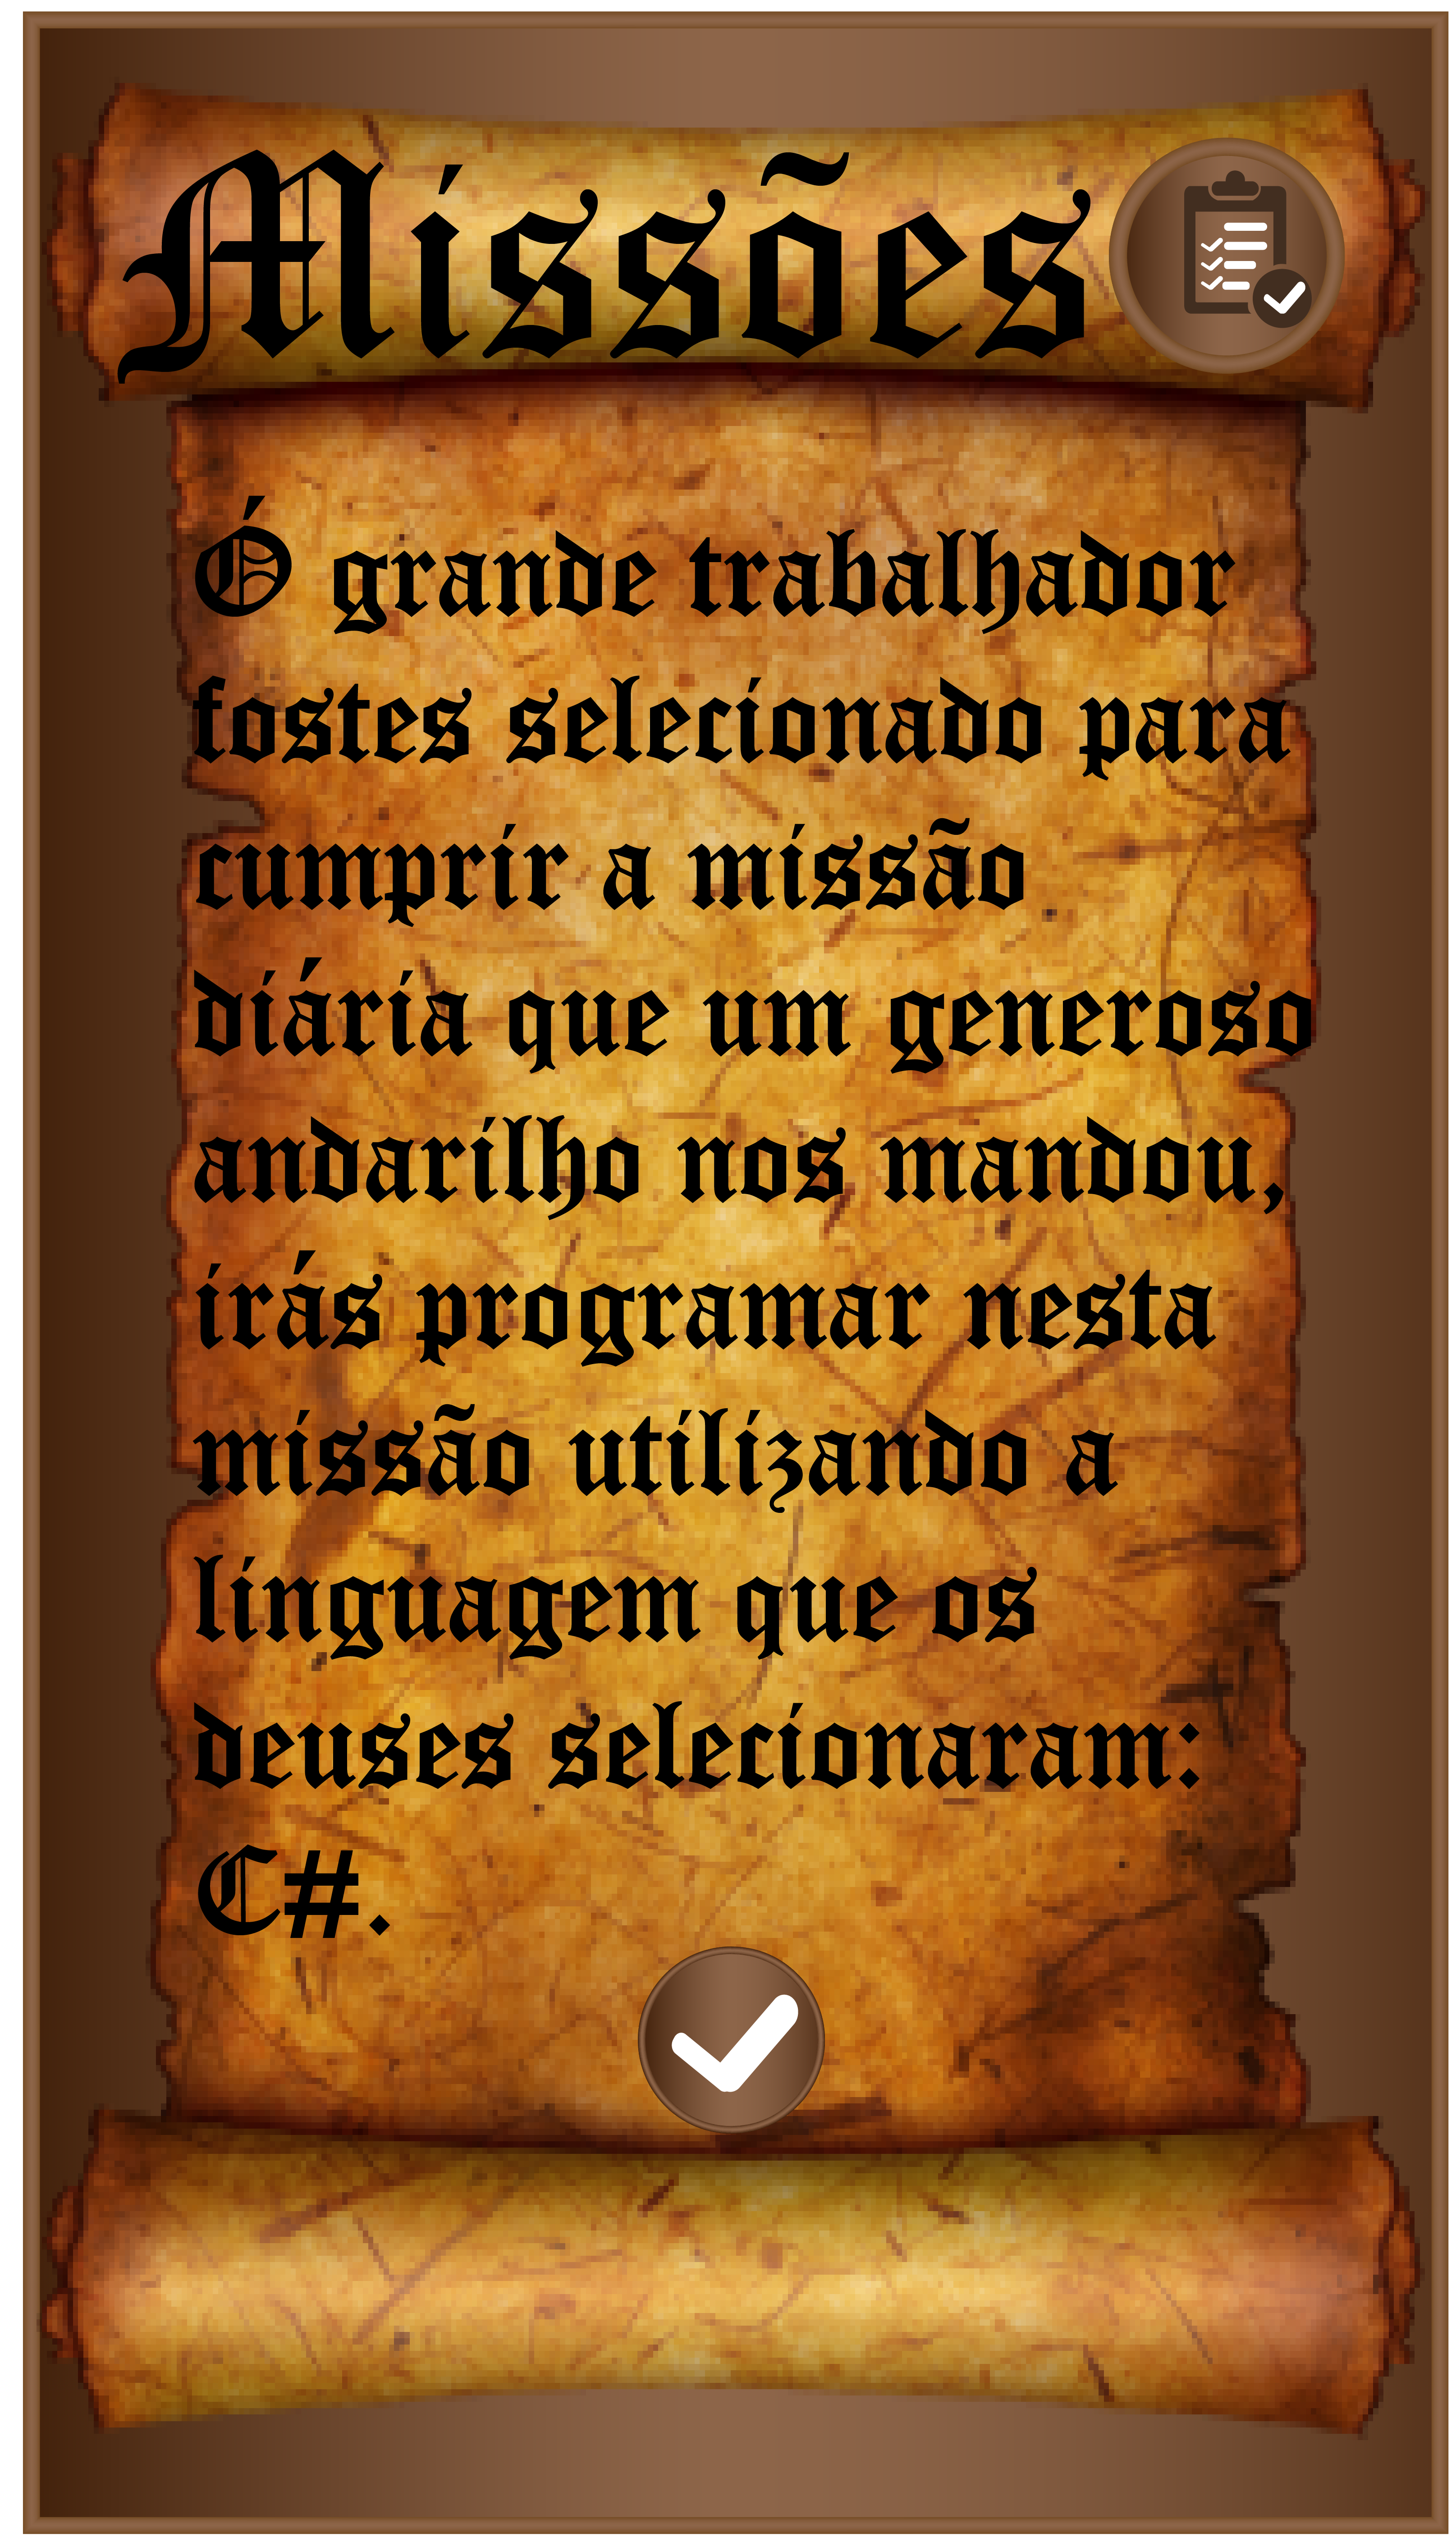 Missões
Ó grande trabalhador
fostes selecionado para
cumprir a missão
diária que um generoso
andarilho nos mandou,
irás programar nesta
missão utilizando a
linguagem que os
deuses selecionaram:
C#.